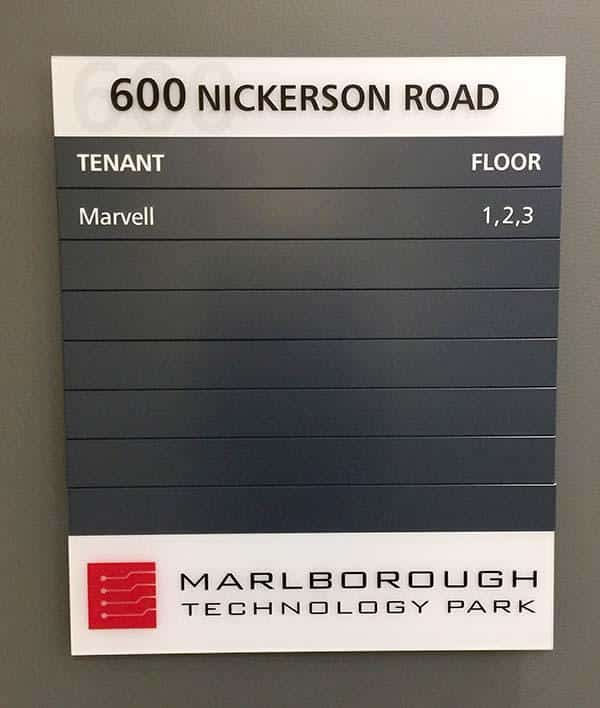 600 NICKERSON ROAD
TENANT FLOOR
Marvell 1,2,3
MARLBOROUGH
TECHNOLOGY PARK